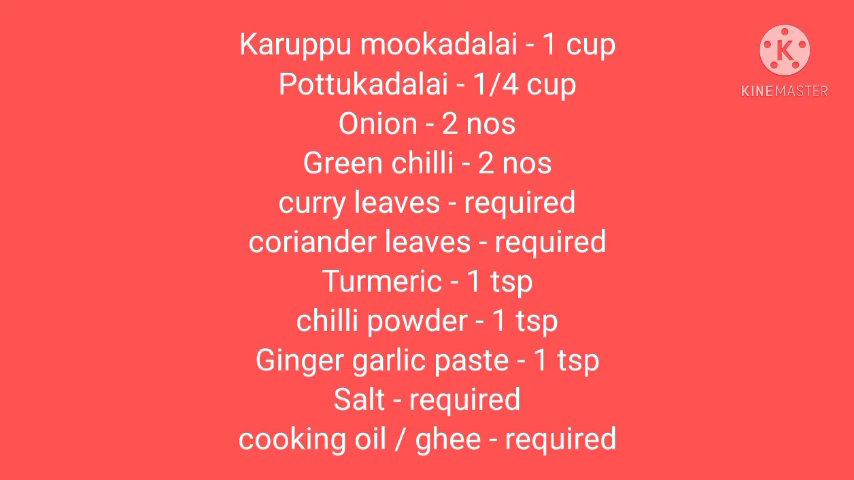 Karuppu mookadalai - 1 cup
Pottukadalai - 1/4 cup
Onion - 2 nos
Green chilli - 2 nos
curry leaves - required
coriander leaves - required
Turmeric - 1 tsp
chilli powder - 1 tsp
Ginger garlic paste - 1 tsp
Salt - required
cooking oil / ghee - required
K
KINEMASTER